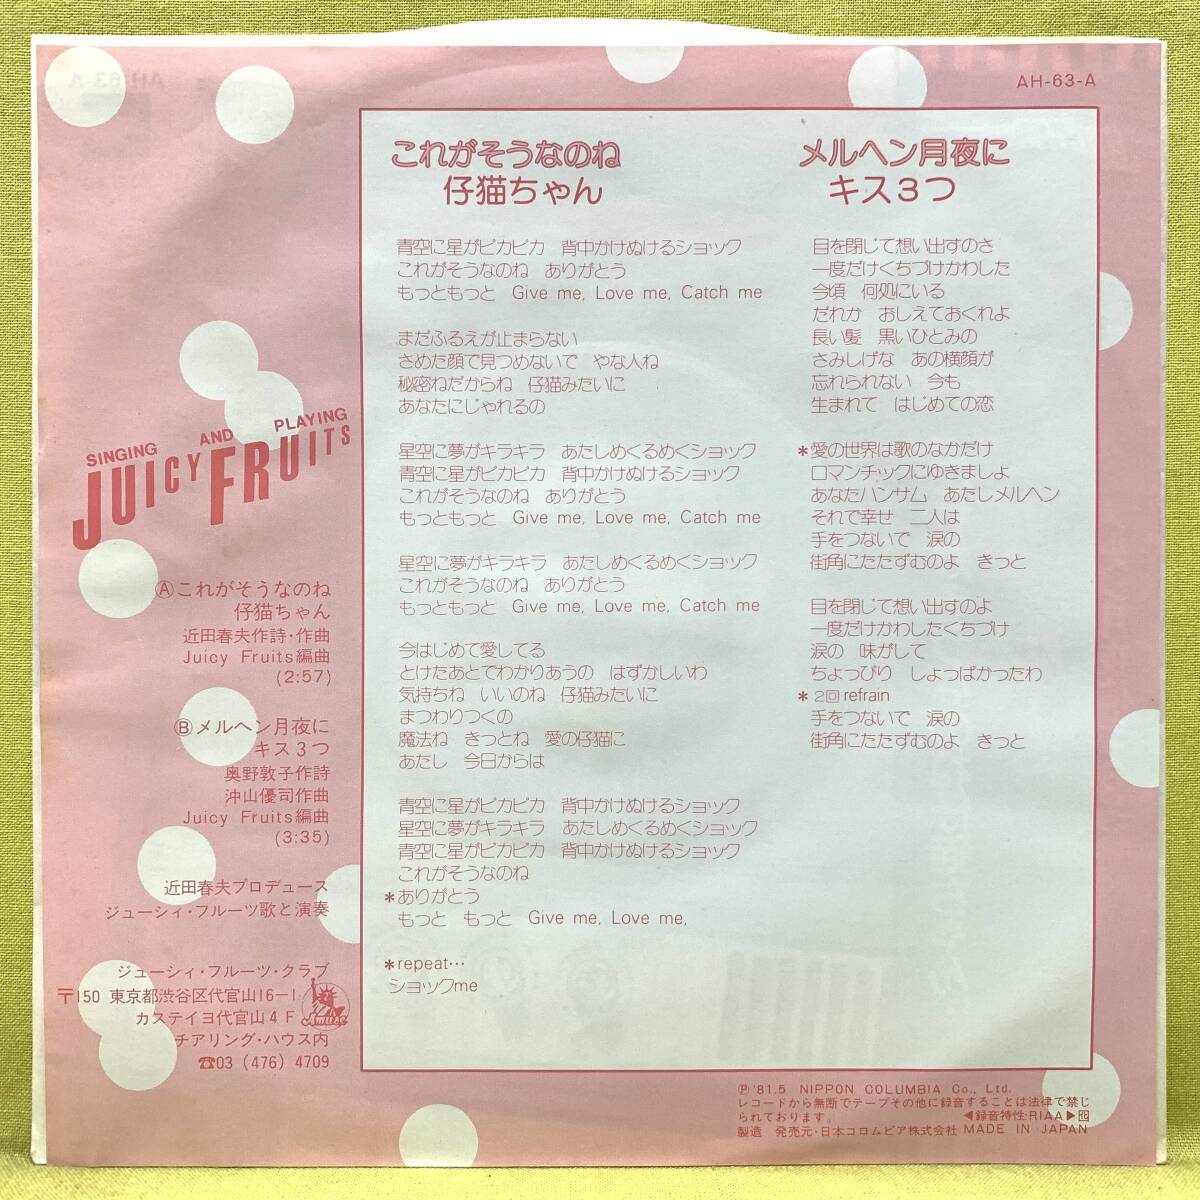 AH-63-A
これがそうなのね
仔猫ちゃん
青空に星がピカピカ　背中かけぬけるショック
これがそうなのね　ありがとう
もっともっと　Give me, Love me, Catch me
まだふるえが止まらない
さめた顔で見つめないで　やな人ね
秘密ねだからね　仔猫みたいに
あなたにじゃれるの
星空に夢がキラキラ　あたしめくるめくショック
青空に星がピカピカ　背中かけぬけるショック
これがそうなのね　ありがとう
もっともっと　Give me, Love me, Catch me
星空に夢がキラキラ　あたしめくるめくショック
これがそうなのね　ありがとう
もっともっと　Give me, Love me, Catch me
今はじめて愛してる
とけたあとでわかりあうの　はずかしいわ
気持ちね　いいのね　仔猫みたいに
まつわりつくの
魔法ね　きっとね　愛の仔猫に
あたし　今日からは
青空に星がピカピカ　背中かけぬけるショック
星空に夢がキラキラ　あたしめくるめくショック
青空に星がピカピカ　背中かけぬけるショック
これがそうなのね
*ありがとう
もっと　もっと　Give me, Love me,
*repeat…
ショックme
メルヘン月夜に
キス3つ
目を閉じて想い出すのさ
一度だけくちづけかわした
今頃　何処にいる
だれか　おしえておくれよ
長い髪　黒いひとみの
さみしげな　あの横顔が
忘れられない　今も
生まれて　はじめての恋
*愛の世界は歌のなかだけ
ロマンチックにゆきましよ
あなたハンサム　あたしメルヘン
それで幸せ　二人は
手をつないで　涙の
街角にたたずむのよ　きっと
目を閉じて想い出すのよ
一度だけかわしたくちづけ
涙の　味がして
ちょっぴり　しょっぱかったわ
*2回refrain
手をつないで　涙の
街角にたたずむのよ　きっと
SINGING AND PLAYING
JUICY FRUITS
Ⓐこれがそうなのね
仔猫ちゃん
近田春夫作詩・作曲
Juicy Fruits編曲
(2:57)
Ⓑメルヘン月夜に
キス3つ
奥野敦子作詩
沖山優司作曲
Juicy Fruits編曲
(3:35)
近田春夫プロデュース
ジューシィ・フルーツ歌と演奏
ジューシィ・フルーツ・クラブ
〒150 東京都渋谷区代官山16−1
カステイヨ代官山4F
チアリング・ハウス内
☎03 (476) 4709
Ⓟ'81.5 NIPPON COLUMBIA Co., Ltd.
レコードから無断でテープその他に録音することは法律で禁じ
られております。 ◀録音特性:RIAA▶
製造　発売元・日本コロムビア株式会社 MADE IN JAPAN